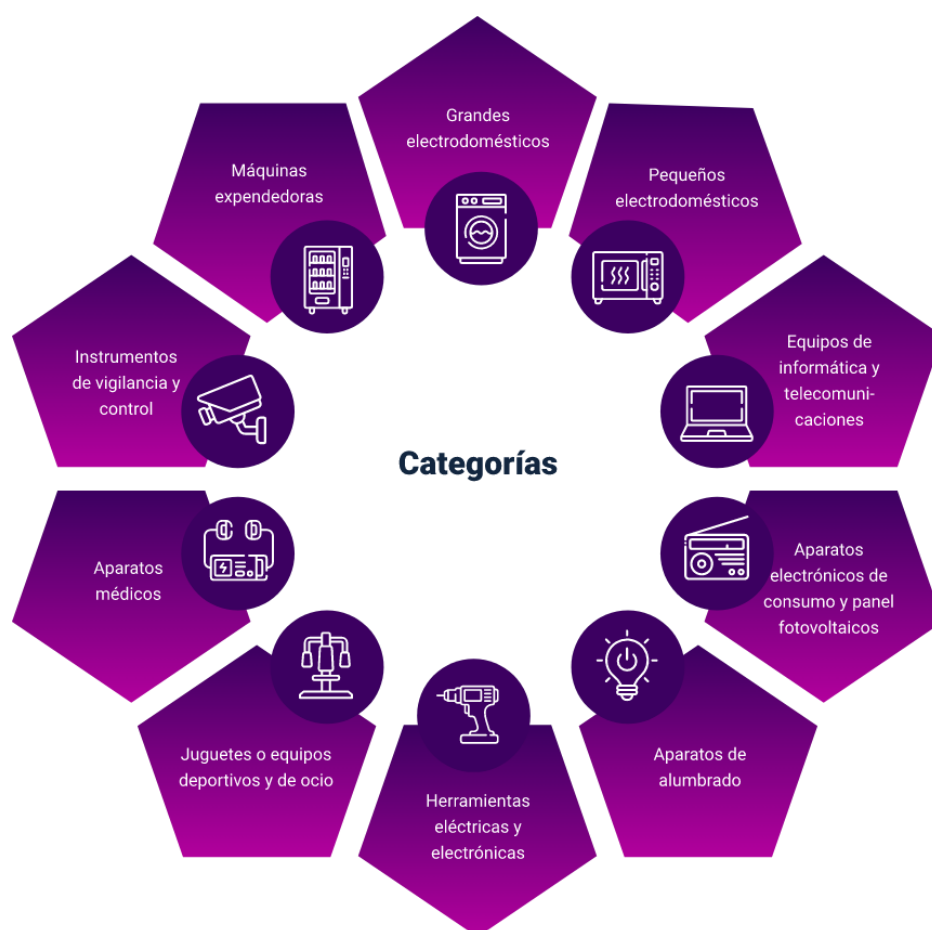 Grandes
electrodomésticos
Pequeños
electrodomésticos
Equipos de
informática y
telecomuni-
caciones
Aparatos
electrónicos de
consumo y panel
fotovoltaicos
Aparatos de
alumbrado
Herramientas
eléctricas y
electrónicas
Juguetes o equipos
deportivos y de ocio
Aparatos
médicos
Instrumentos
de vigilancia y
control
Máquinas
expendedoras
Categorías